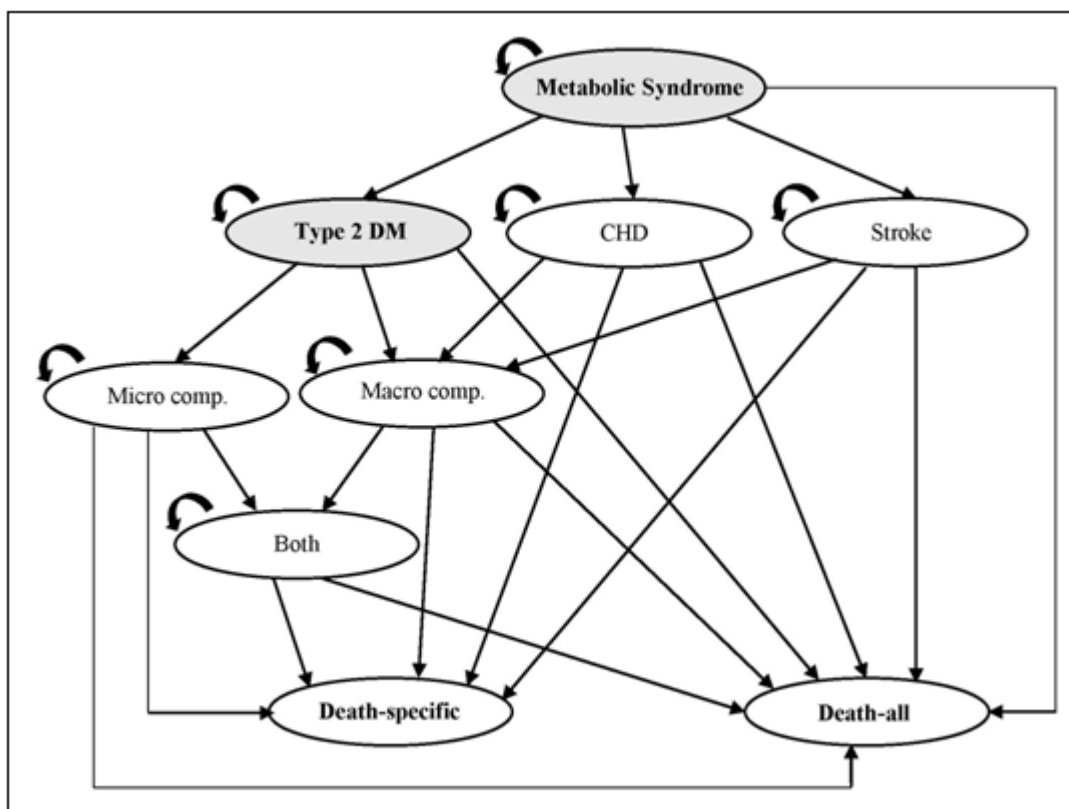 Metabolic Syndrome
Type 2 DM
CHD
Stroke
Micro comp.
Macro comp.
Both
Death-specific
Death-all